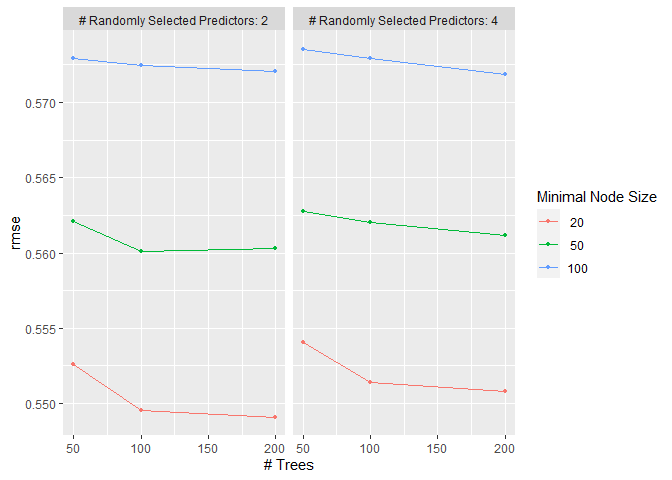 # Randomly Selected Predictors: 2
# Randomly Selected Predictors: 4
0.570
0.565
0.560
0.555
0.550
rmse
50 100 150 200
50 100 150 200
# Trees
Minimal Node Size
20
50
100